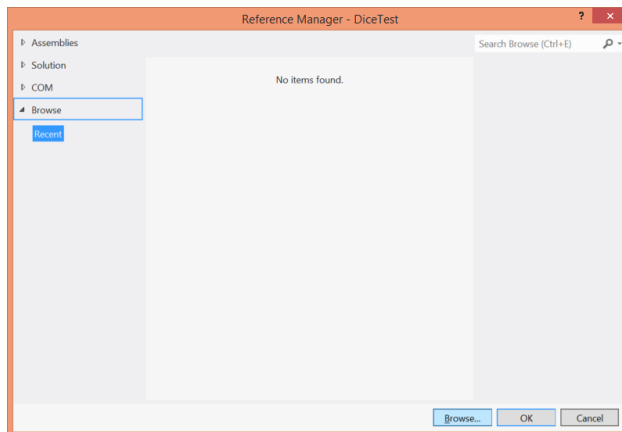 Reference Manager - DiceTest
?
Assemblies
Search Browse (Ctrl+E)
Solution
COM
No items found.
Browse
Recent
Browse...
OK
Cancel